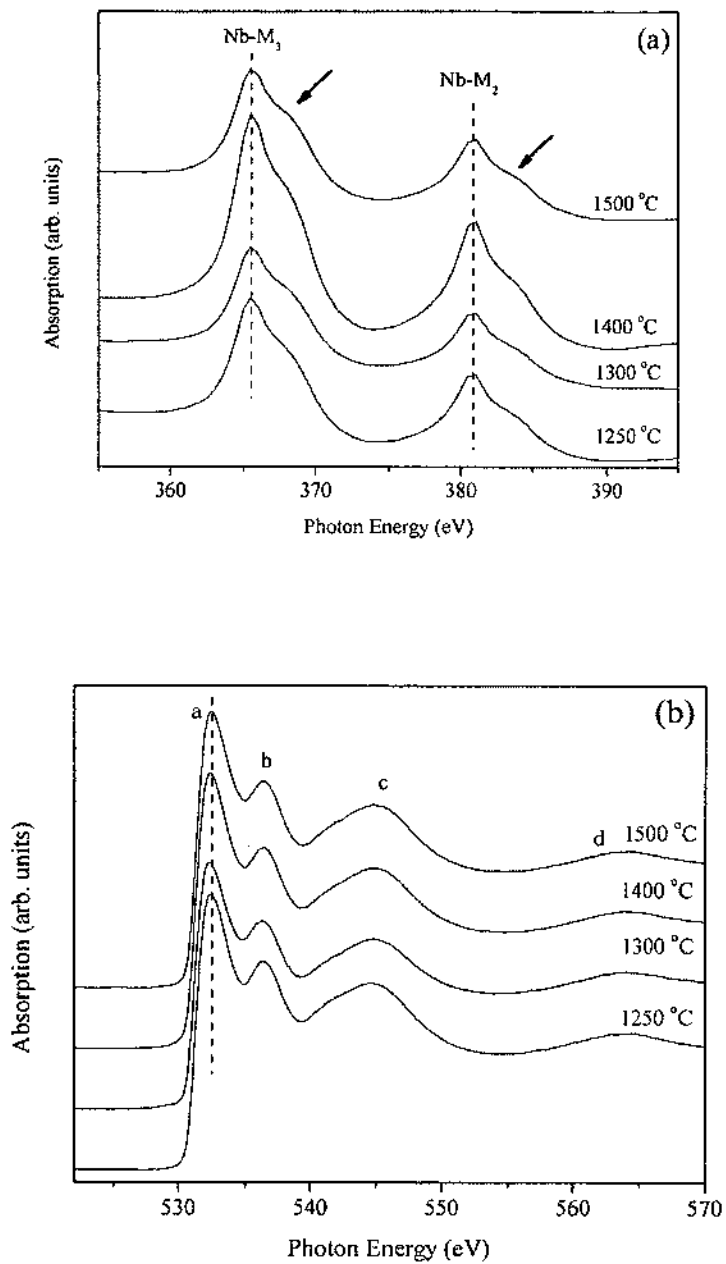 (a)
Nb-M₃
Nb-M₂
1500 °C
1400 °C
1300 °C
1250 °C
Absorption (arb. units)
360 370 380 390
Photon Energy (eV)
(b)
a
b
c
d
1500 °C
1400 °C
1300 °C
1250 °C
Absorption (arb. units)
530 540 550 560 570
Photon Energy (eV)